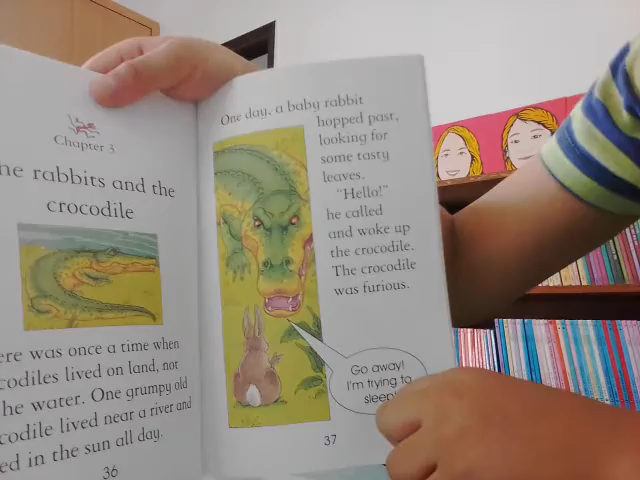 Chapter 3
he rabbits and the
crocodile
ere was once a time when
codiles lived on land, not
he water. One grumpy old
codile lived near a river and
ed in the sun all day.
36
One day, a baby rabbit
hopped past,
looking for
some tasty
leaves.
"Hello!"
he called
and woke up
the crocodile.
The crocodile
was furious.
Go away!
I'm trying to
sleep
37